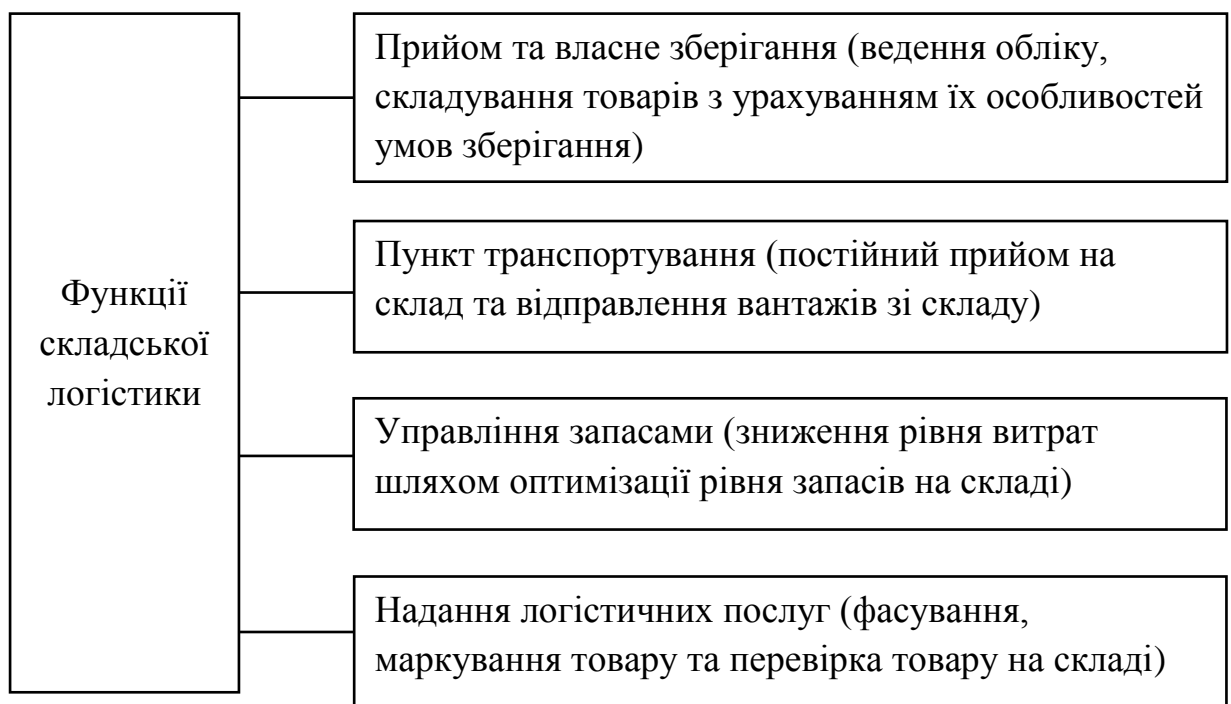 Функції
складської
логістики
Прийом та власне зберігання (ведення обліку,
складування товарів з урахуванням їх особливостей
умов зберігання)
Пункт транспортування (постійний прийом на
склад та відправлення вантажів зі складу)
Управління запасами (зниження рівня витрат
шляхом оптимізації рівня запасів на складі)
Надання логістичних послуг (фасування,
маркування товару та перевірка товару на складі)